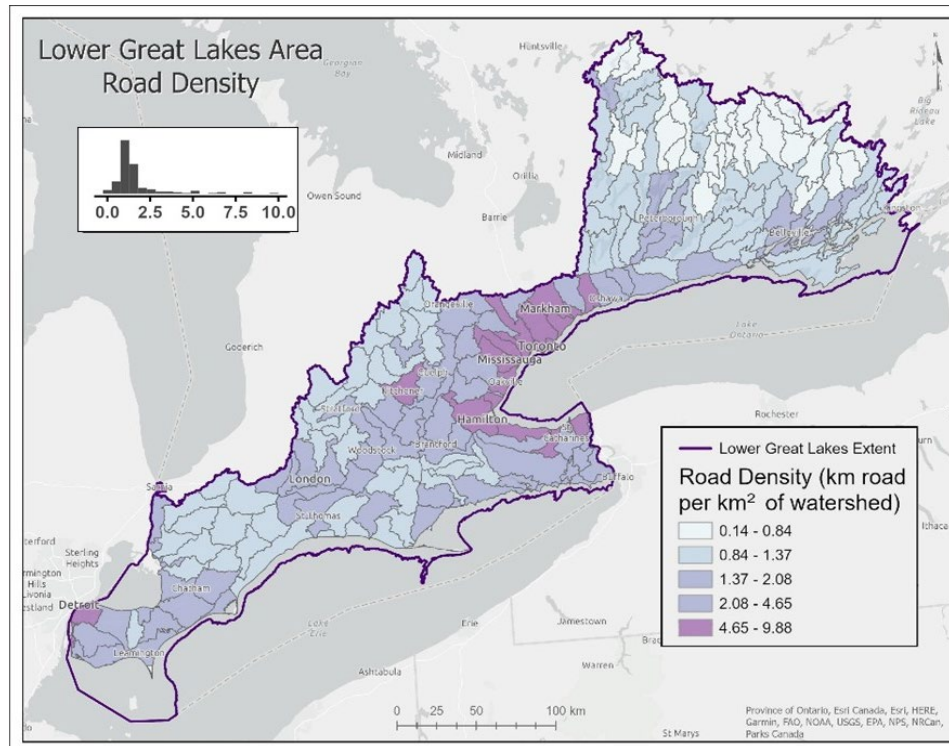 Lower Great Lakes Area
Road Density
0.0 2.5 5.0 7.5 10.0
Huntsville
Georgian
Bay
Big
Rideau
Lake
Midland
Orillia
Owen Sound
Barrie
Kingston
Peterborough
Belleville
Orangeville
Oshawa
Markham
Goderich
Toronto
Lake
Ontario
Mississauga
Guelph
Kitchener
Oakville
Stratford
Hamilton
Rochester
St
Catharines
Brantford
Woodstock
London
Buffalo
Sarnia
St Thomas
Ithaca
Sterling
Heights
Hills
Livonia
Chatham
Detroit
Leamington
Lake
Erie
Erie
Jamestown
Warren
Ashtabula
St Marys
Lower Great Lakes Extent
Road Density (km road
per km² of watershed)
0.14 - 0.84
0.84 - 1.37
1.37 - 2.08
2.08 - 4.65
4.65 - 9.88
0 25 50 100 km
Province of Ontario, Esri Canada, Esri, HERE,
Garmin, FAO, NOAA, USGS, EPA, NPS, NRCan,
Parks Canada